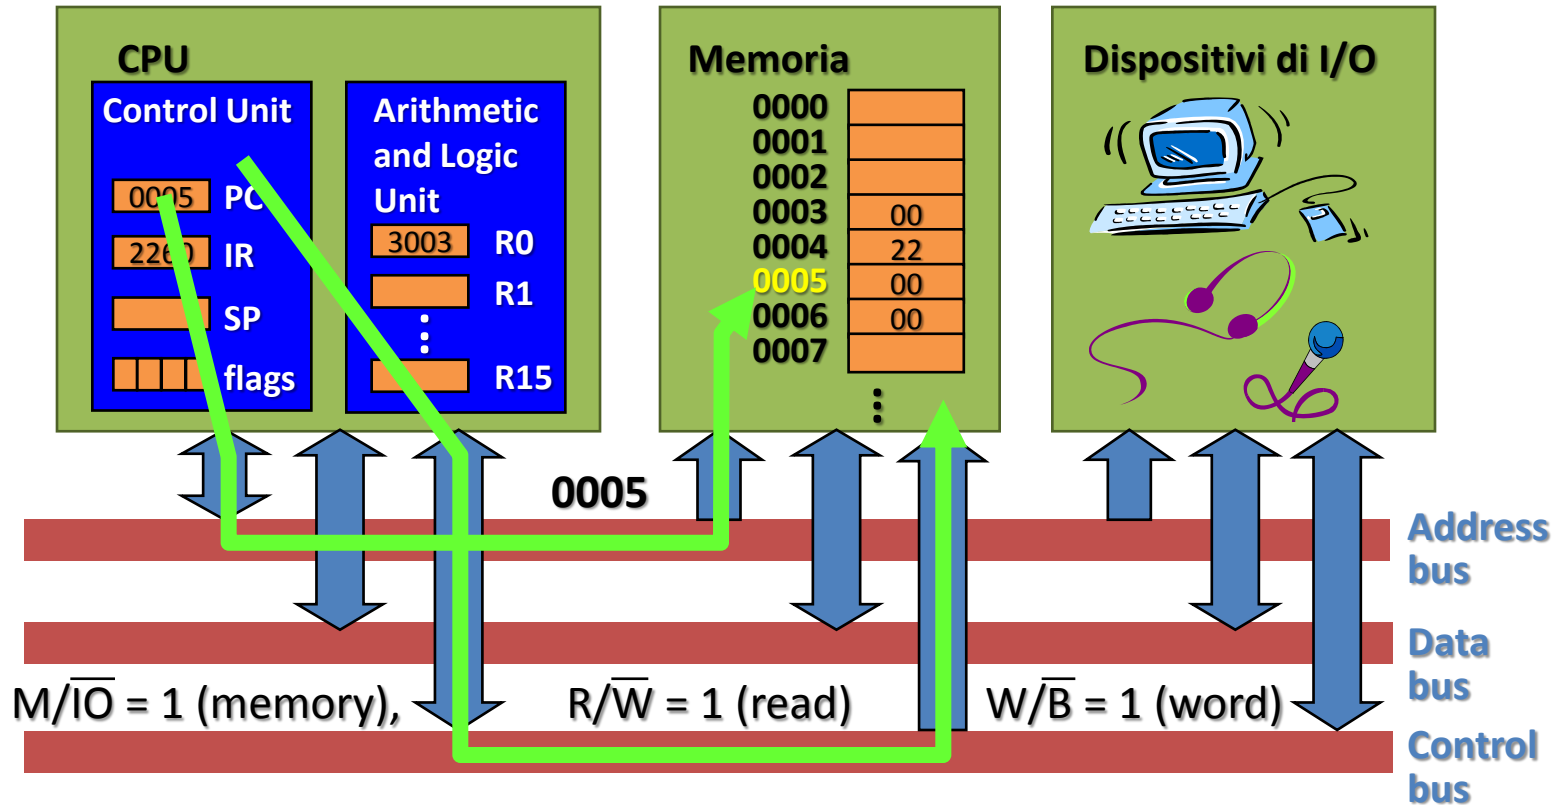 CPU
Control Unit
0005 PC
2260 IR
SP
flags
Arithmetic
and Logic
Unit
3003 R0
R1
⋮
R15
Memoria
0000
0001
0002
0003 00
0004 22
0005 00
0006 00
0007
⋮
Dispositivi di I/O
0005
Address
bus
Data
bus
M/I̅O̅ = 1 (memory), R/W̅ = 1 (read) W/B̅ = 1 (word)
Control
bus